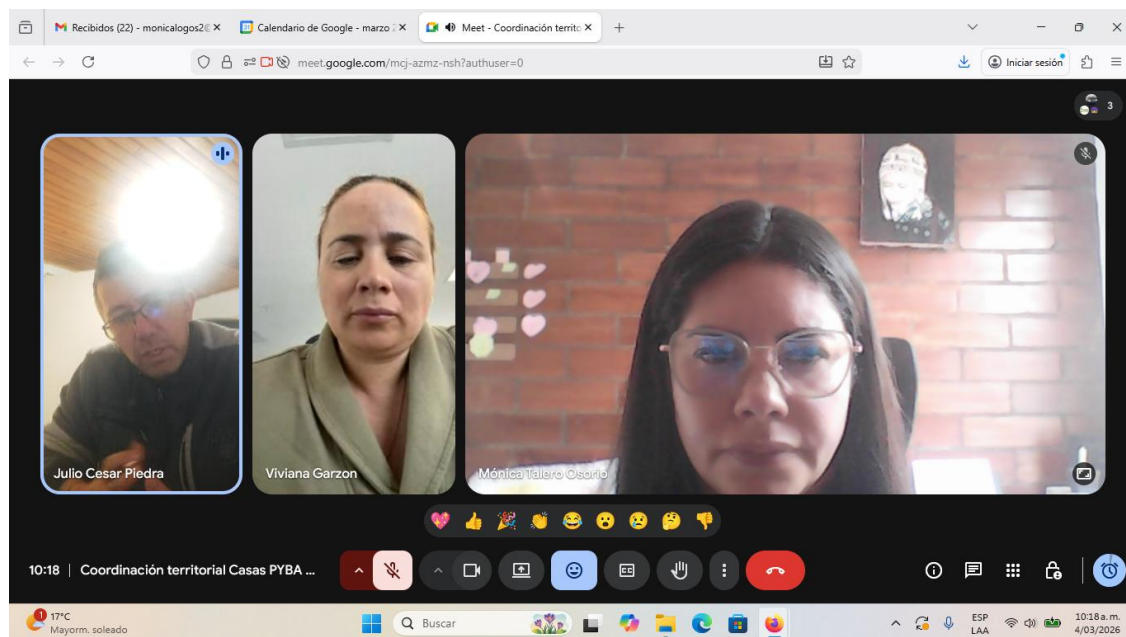 Recibidos (22) - monicalogos2@
Calendario de Google - marzo 2
Meet - Coordinación territo
meet.google.com/mcj-azmz-nsh?authuser=0
Iniciar sesión
3
Julio Cesar Piedra
Viviana Garzon
Mónica Talero Osorio
10:18 | Coordinación territorial Casas PYBA ...
CC
17°C
Mayorm. soleado
Buscar
ESP
LAA
10:18 a. m.
4/03/2026